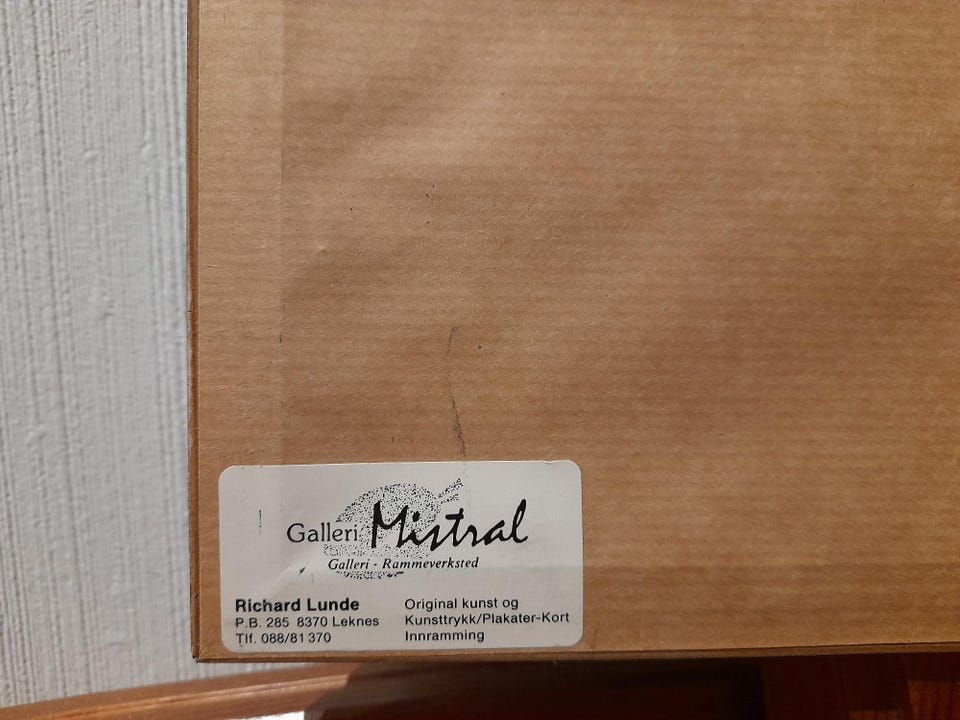 Galleri Mistral
Galleri - Rammeverksted
Richard Lunde
P.B. 285 8370 Leknes
Tlf. 088/81 370
Original kunst og
Kunsttrykk/Plakater-Kort
Innramming